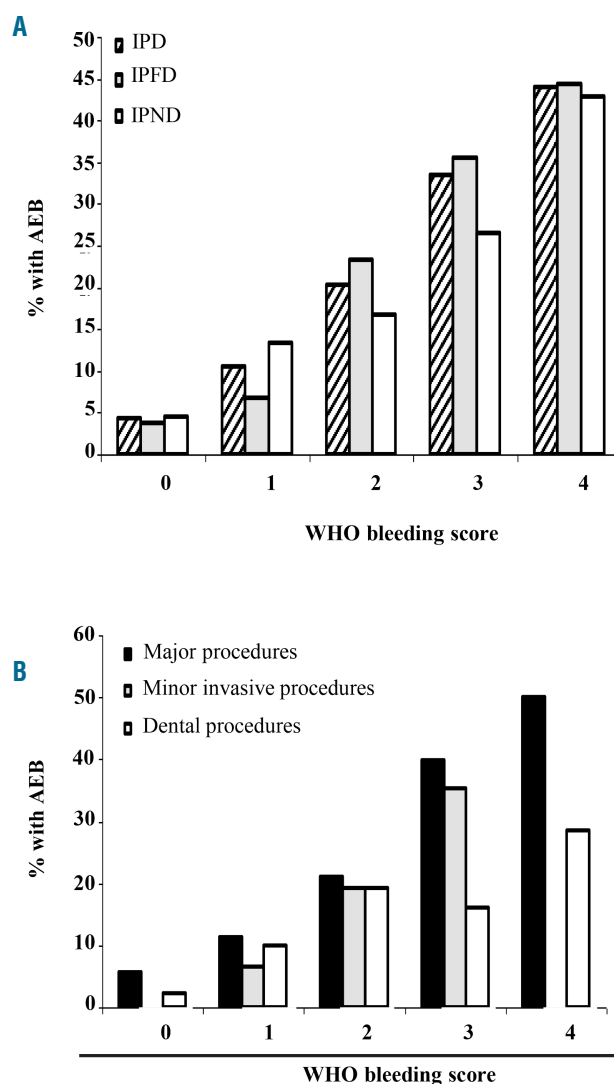 A
IPD
IPFD
IPND
50
45
40
35
30
25
20
15
10
5
0
% with AEB
0 1 2 3 4
WHO bleeding score
B
Major procedures
Minor invasive procedures
Dental procedures
60
50
40
30
20
10
0
% with AEB
0 1 2 3 4
WHO bleeding score